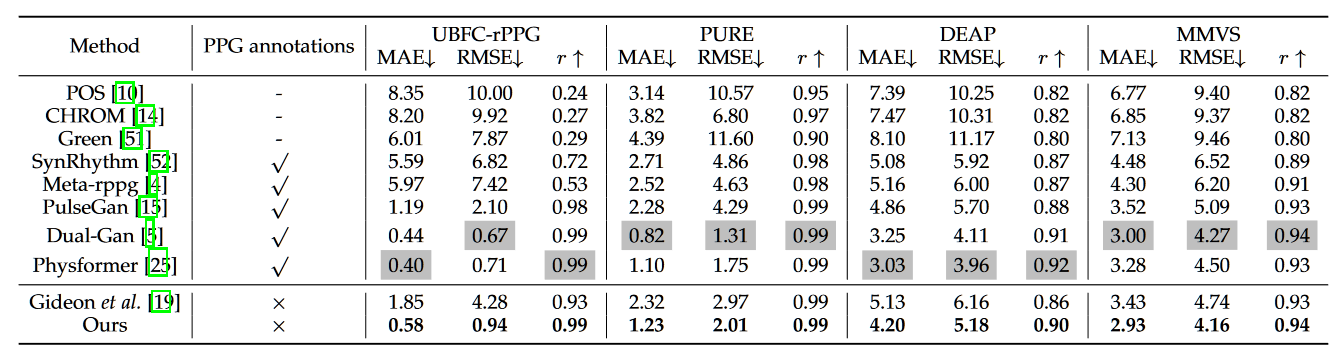 Method PPG annotations UBFC-rPPG PURE DEAP MMVS
MAE↓ RMSE↓ r ↑ MAE↓ RMSE↓ r ↑ MAE↓ RMSE↓ r ↑ MAE↓ RMSE↓ r ↑
POS [10] - 8.35 10.00 0.24 3.14 10.57 0.95 7.39 10.25 0.82 6.77 9.40 0.82
CHROM [14] - 8.20 9.92 0.27 3.82 6.80 0.97 7.47 10.31 0.82 6.85 9.37 0.82
Green [51] - 6.01 7.87 0.29 4.39 11.60 0.90 8.10 11.17 0.80 7.13 9.46 0.80
SynRhythm [52] √ 5.59 6.82 0.72 2.71 4.86 0.98 5.08 5.92 0.87 4.48 6.52 0.89
Meta-rppg [4] √ 5.97 7.42 0.53 2.52 4.63 0.98 5.16 6.00 0.87 4.30 6.20 0.91
PulseGan [15] √ 1.19 2.10 0.98 2.28 4.29 0.99 4.86 5.70 0.88 3.52 5.09 0.93
Dual-Gan [5] √ 0.44 0.67 0.99 0.82 1.31 0.99 3.25 4.11 0.91 3.00 4.27 0.94
Physformer [25] √ 0.40 0.71 0.99 1.10 1.75 0.99 3.03 3.96 0.92 3.28 4.50 0.93
Gideon et al. [19] × 1.85 4.28 0.93 2.32 2.97 0.99 5.13 6.16 0.86 3.43 4.74 0.93
Ours × 0.58 0.94 0.99 1.23 2.01 0.99 4.20 5.18 0.90 2.93 4.16 0.94